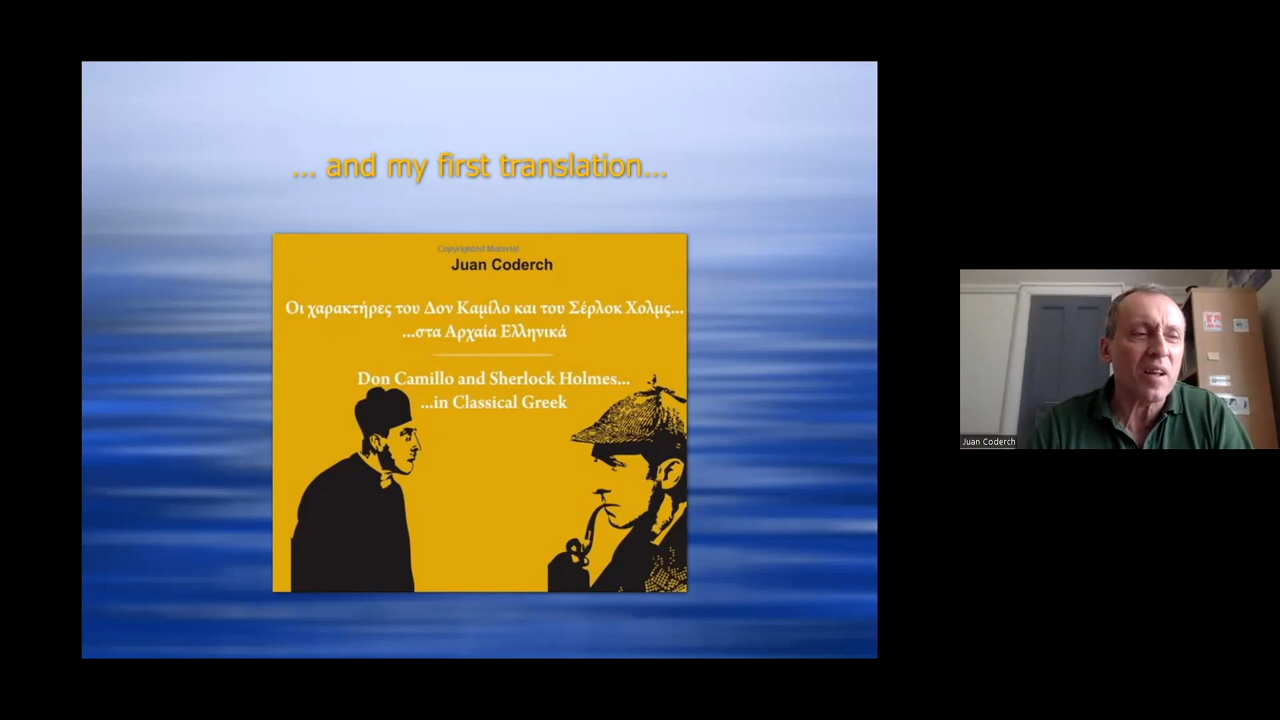 ... and my first translation...
Copyrighted Material
Juan Coderch
Οι χαρακτήρες του Δον Καμίλο και του Σέρλοκ Χολμς...
...στα Αρχαία Ελληνικά
Don Camillo and Sherlock Holmes...
...in Classical Greek
Juan Coderch